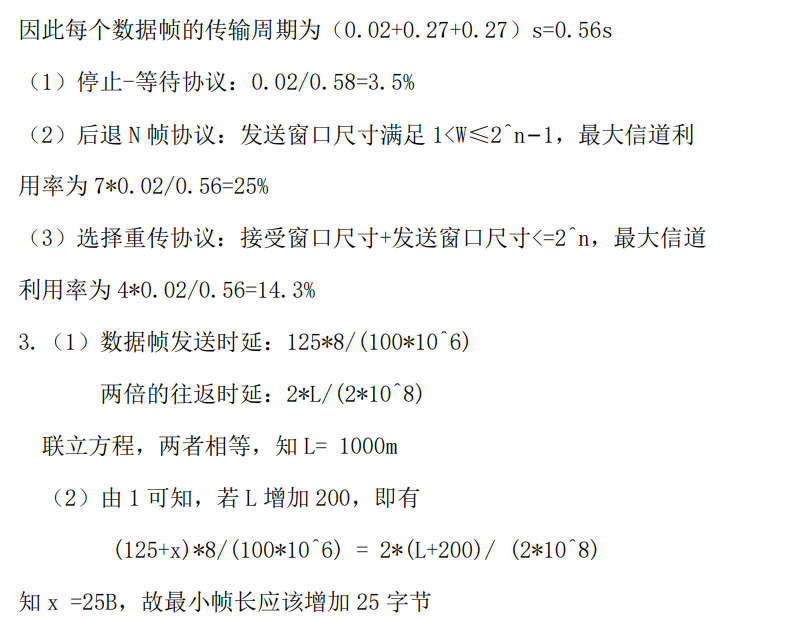 因此每个数据帧的传输周期为（0.02+0.27+0.27）s=0.56s
（1）停止-等待协议：0.02/0.58=3.5%
（2）后退 N 帧协议：发送窗口尺寸满足 1<W≤2^n−1，最大信道利
用率为 7*0.02/0.56=25%
（3）选择重传协议：接受窗口尺寸+发送窗口尺寸<=2^n，最大信道
利用率为 4*0.02/0.56=14.3%
3.（1）数据帧发送时延：125*8/(100*10^6)
两倍的往返时延：2*L/(2*10^8)
联立方程，两者相等，知 L= 1000m
（2）由 1 可知，若 L 增加 200，即有
(125+x)*8/(100*10^6) = 2*(L+200)/ (2*10^8)
知 x =25B，故最小帧长应该增加 25 字节